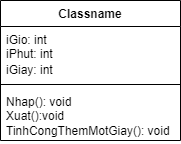 Classname
iGio: int
iPhut: int
iGiay: int
Nhap(): void
Xuat():void
TinhCongThemMotGiay(): void